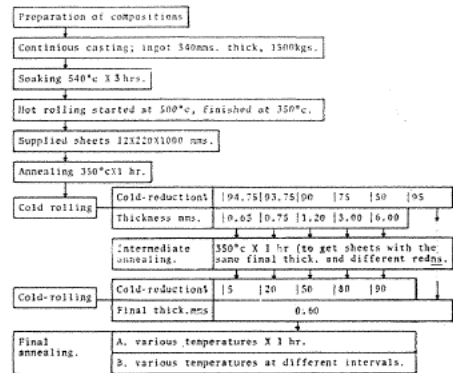 Preparation of compositions
Continious casting; ingot 340mms. thick, 1500kgs.
Soaking 540°c X 3 hrs.
Hot rolling started at 500°c, finished at 350°c.
Supplied sheets 12X220X1000 mms.
Annealing 350°cX1 hr.
Cold rolling
Cold-reduction% |94.75|93.75|90 |75 |50 |95
Thickness mms. |0.63 |0.75 |1.20 |3.00 |6.00
Intermediate annealing. 350°c X 1 hr (to get sheets with the
same final thick. and different redns.
Cold-rolling
Cold-reduction% |5 |20 |50 |80 |90
Final thick.mms 0.60
Final annealing.
A. various temperatures X 1 hr.
B. various temperatures at different intervals.